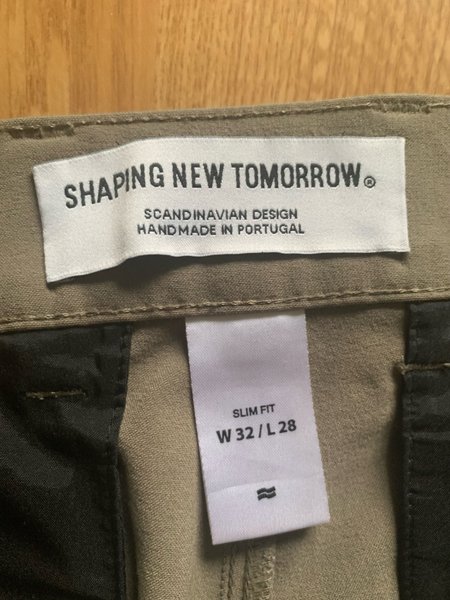 SHAPING NEW TOMORROW®
SCANDINAVIAN DESIGN
HANDMADE IN PORTUGAL
SLIM FIT
W 32 / L 28